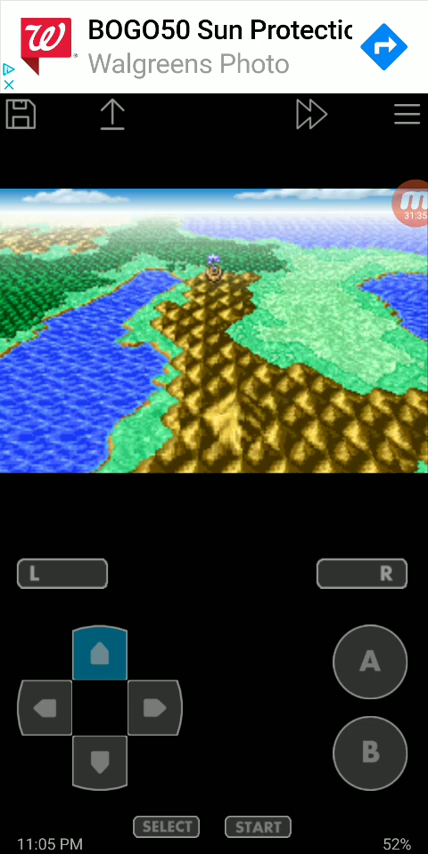 BOGO50 Sun Protectic
Walgreens Photo
31:35
L
R
A
B
SELECT
START
11:05 PM
52%